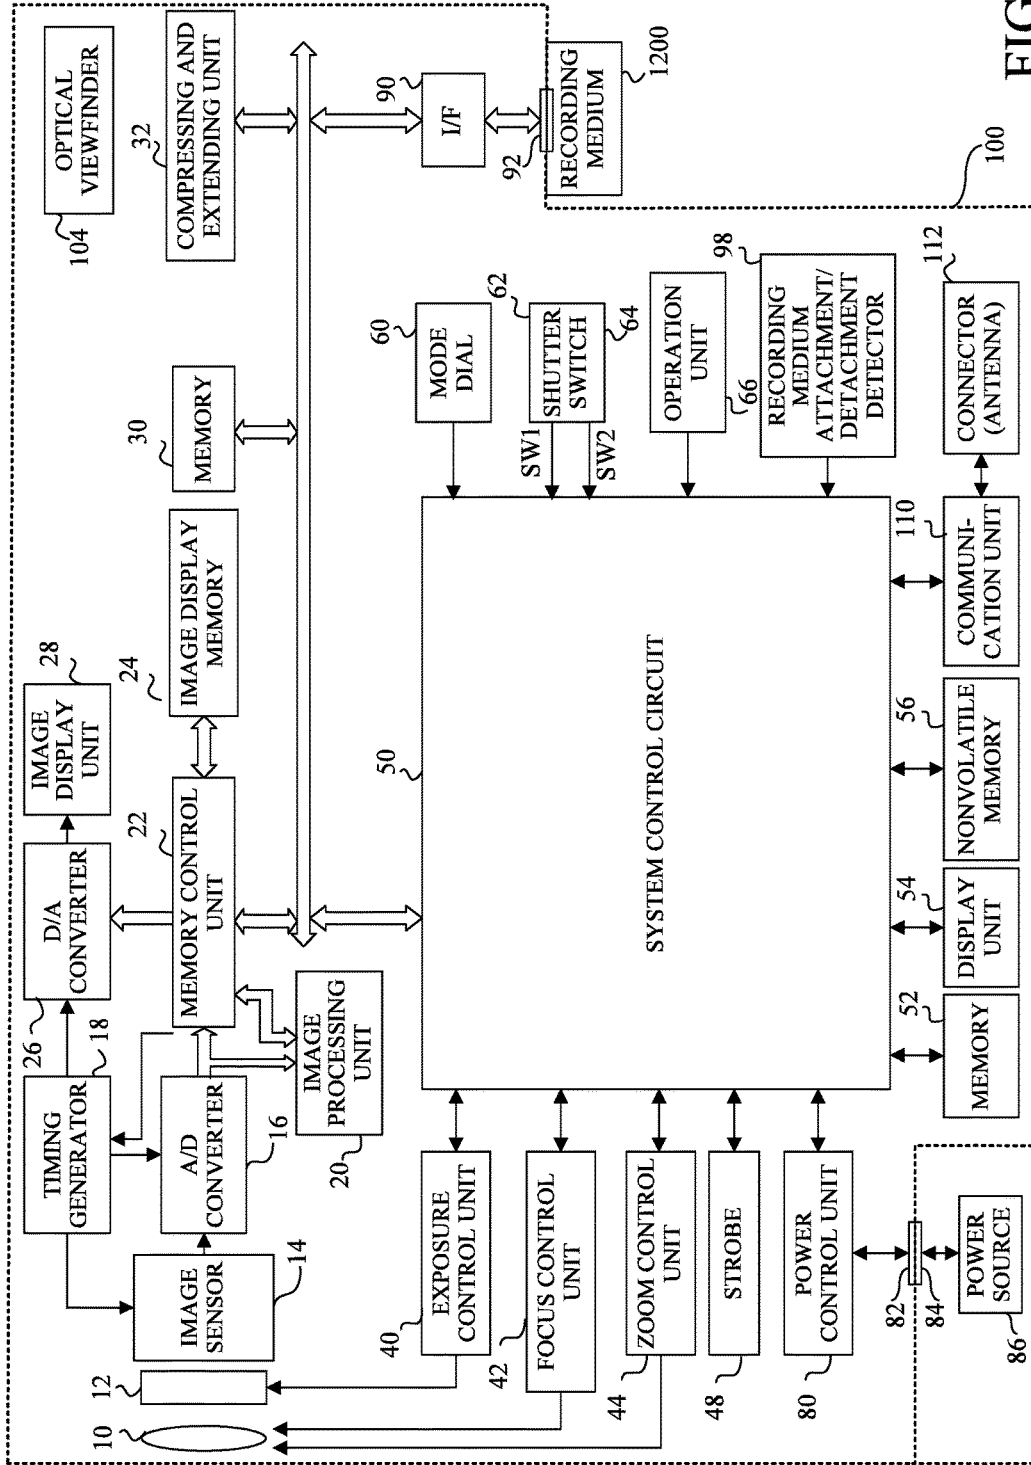 FIG
OPTICAL
VIEWFINDER
104
COMPRESSING AND
EXTENDING UNIT
32
90
I/F
92
RECORDING
MEDIUM
1200
100
30
MEMORY
28
IMAGE
DISPLAY
UNIT
24
IMAGE DISPLAY
MEMORY
22
MEMORY CONTROL
UNIT
D/A
CONVERTER
26
18
TIMING
GENERATOR
A/D
CONVERTER
16
IMAGE
PROCESSING
UNIT
20
IMAGE
SENSOR
14
12
10
60
MODE
DIAL
62
SHUTTER
SWITCH
64
SW1
SW2
OPERATION
UNIT
66
98
RECORDING
MEDIUM
ATTACHMENT/
DETACHMENT
DETECTOR
50
SYSTEM CONTROL CIRCUIT
112
CONNECTOR
(ANTENNA)
110
COMMUNI-
CATION UNIT
56
NONVOLATILE
MEMORY
54
DISPLAY
UNIT
52
MEMORY
40
EXPOSURE
CONTROL UNIT
42
FOCUS CONTROL
UNIT
44
ZOOM CONTROL
UNIT
48
STROBE
80
POWER
CONTROL UNIT
82
84
POWER
SOURCE
86